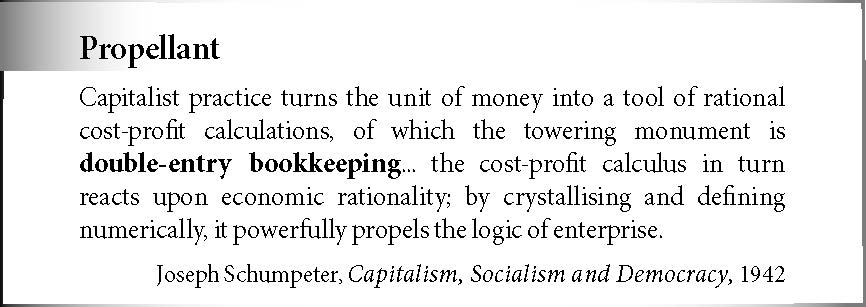 Propellant
Capitalist practice turns the unit of money into a tool of rational
cost-profit calculations, of which the towering monument is
double-entry bookkeeping... the cost-profit calculus in turn
reacts upon economic rationality; by crystallising and defining
numerically, it powerfully propels the logic of enterprise.
Joseph Schumpeter, Capitalism, Socialism and Democracy, 1942